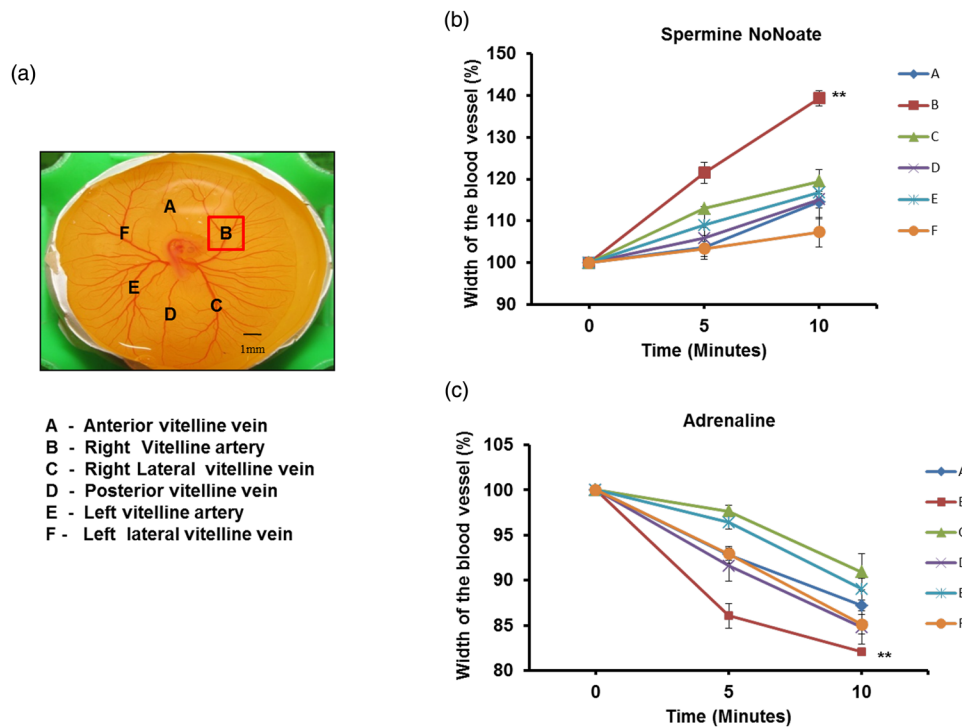 (a)
A
B
F
E
D
C
1mm
A - Anterior vitelline vein
B - Right Vitelline artery
C - Right Lateral vitelline vein
D - Posterior vitelline vein
E - Left vitelline artery
F - Left lateral vitelline vein
(b)
Spermine NoNoate
Width of the blood vessel (%)
150
140
130
120
110
100
90
**
0
5
10
Time (Minutes)
A
B
C
D
E
F
(c)
Adrenaline
Width of the blood vessel (%)
105
100
95
90
85
80
**
0
5
10
Time (Minutes)